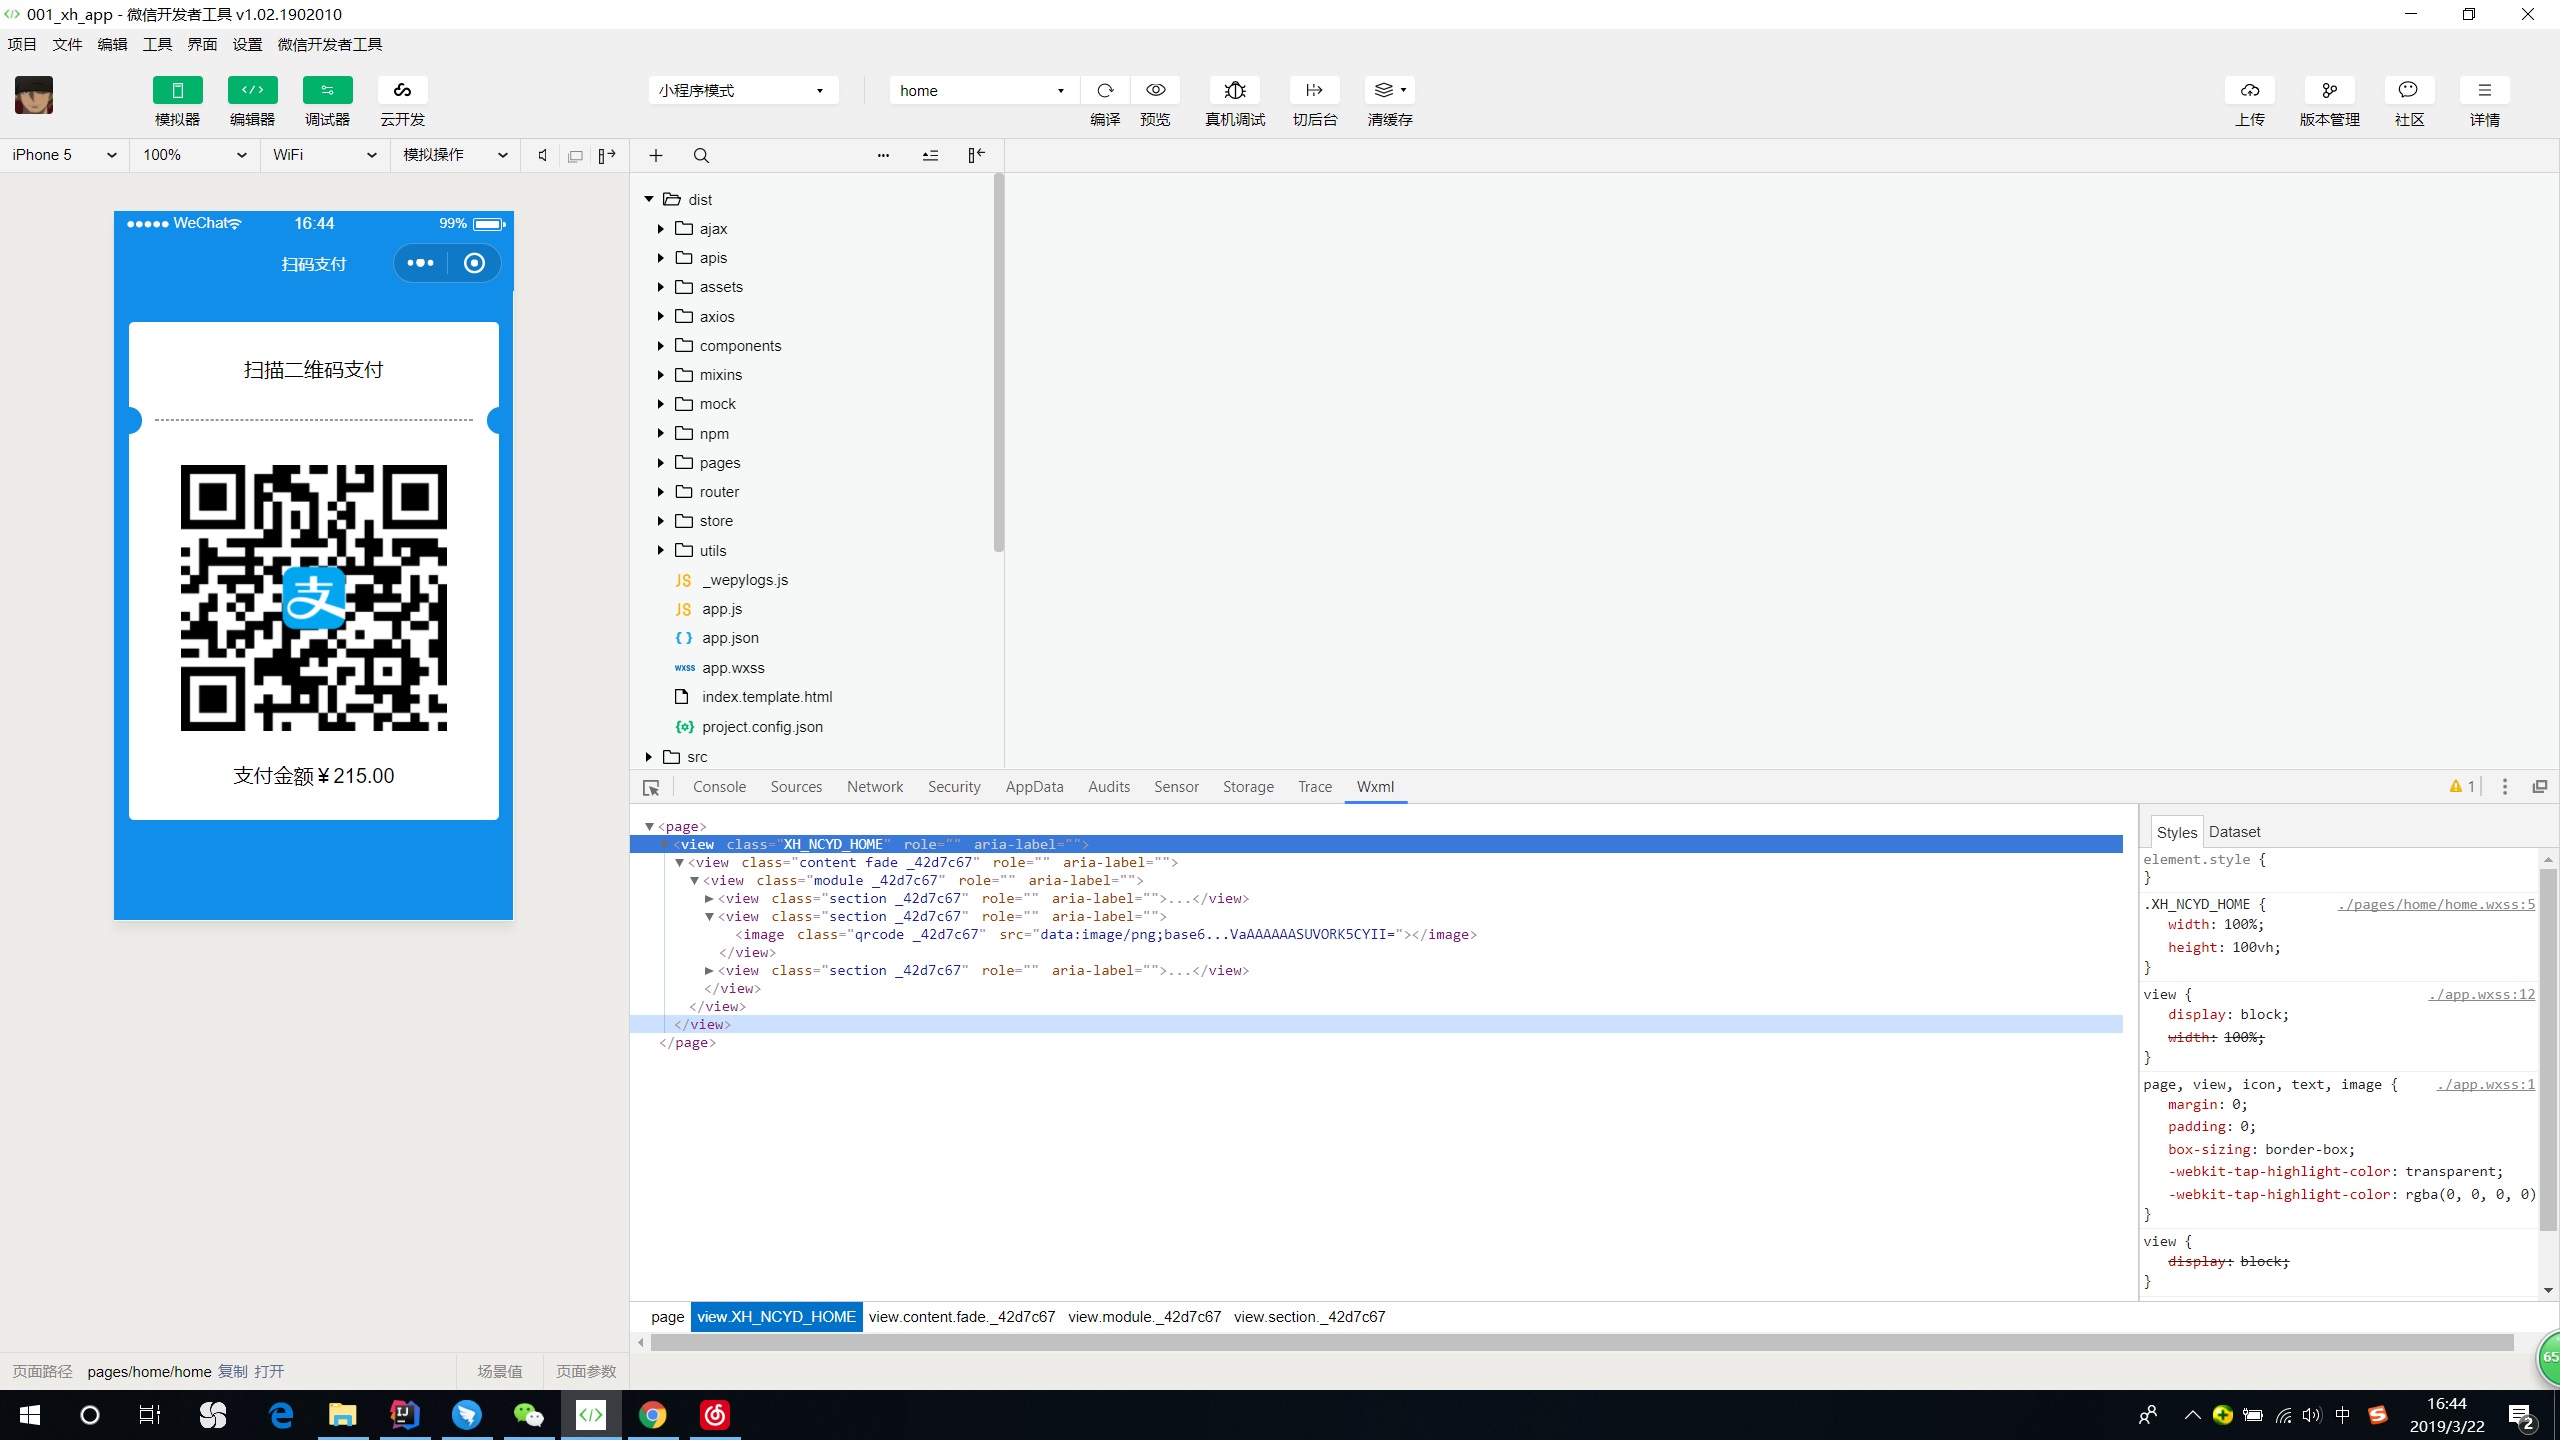 001_xh_app - 微信开发者工具 v1.02.1902010
项目 文件 编辑 工具 界面 设置 微信开发者工具
模拟器 编辑器 调试器 云开发
小程序模式
home
编译 预览 真机调试 切后台 清缓存
上传 版本管理 社区 详情
iPhone 5 100% WiFi 模拟操作
WeChat 16:44 99%
扫码支付
扫描二维码支付
支
支付金额￥215.00
dist
ajax
apis
assets
axios
components
mixins
mock
npm
pages
router
store
utils
JS _wepylogs.js
JS app.js
{ } app.json
wxss app.wxss
index.template.html
project.config.json
src
Console Sources Network Security AppData Audits Sensor Storage Trace Wxml
1
<page>
<view class="XH_NCYD_HOME" role="" aria-label="">
<view class="content fade _42d7c67" role="" aria-label="">
<view class="module _42d7c67" role="" aria-label="">
<view class="section _42d7c67" role="" aria-label="">...</view>
<view class="section _42d7c67" role="" aria-label="">
<image class="qrcode _42d7c67" src="data:image/png;base6...VaAAAAAASUVORK5CYII="></image>
</view>
<view class="section _42d7c67" role="" aria-label="">...</view>
</view>
</view>
</view>
</page>
Styles Dataset
element.style {
}
.XH_NCYD_HOME { ./pages/home/home.wxss:5
width: 100%;
height: 100vh;
}
view { ./app.wxss:12
display: block;
width: 100%;
}
page, view, icon, text, image { ./app.wxss:1
margin: 0;
padding: 0;
box-sizing: border-box;
-webkit-tap-highlight-color: transparent;
-webkit-tap-highlight-color: rgba(0, 0, 0, 0)
}
view {
display: block;
}
page view.XH_NCYD_HOME view.content.fade._42d7c67 view.module._42d7c67 view.section._42d7c67
65
页面路径 pages/home/home 复制 打开 场景值 页面参数
中
16:44
2019/3/22
2